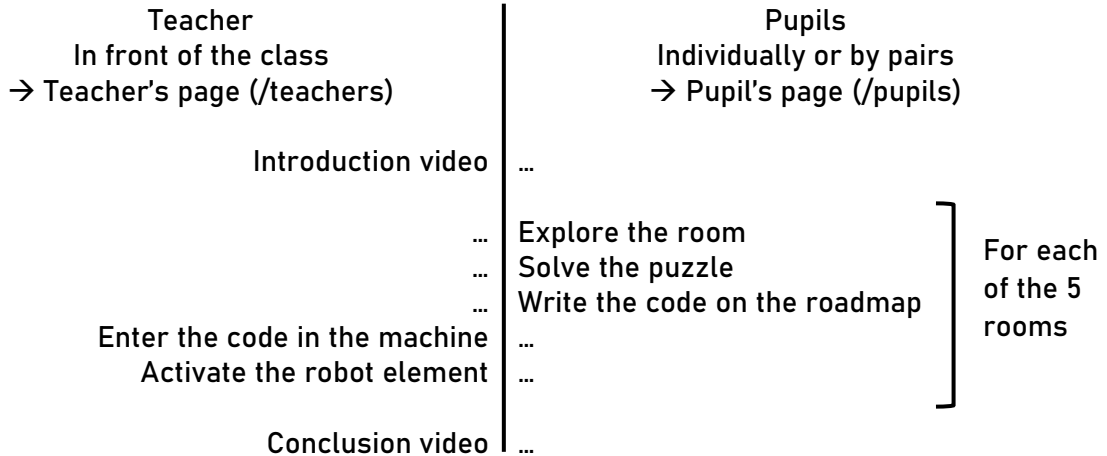 Teacher
In front of the class
→ Teacher's page (/teachers)
Pupils
Individually or by pairs
→ Pupil's page (/pupils)
Introduction video | …
… | Explore the room
… | Solve the puzzle
… | Write the code on the roadmap
Enter the code in the machine | …
Activate the robot element | …
For each
of the 5
rooms
Conclusion video | …